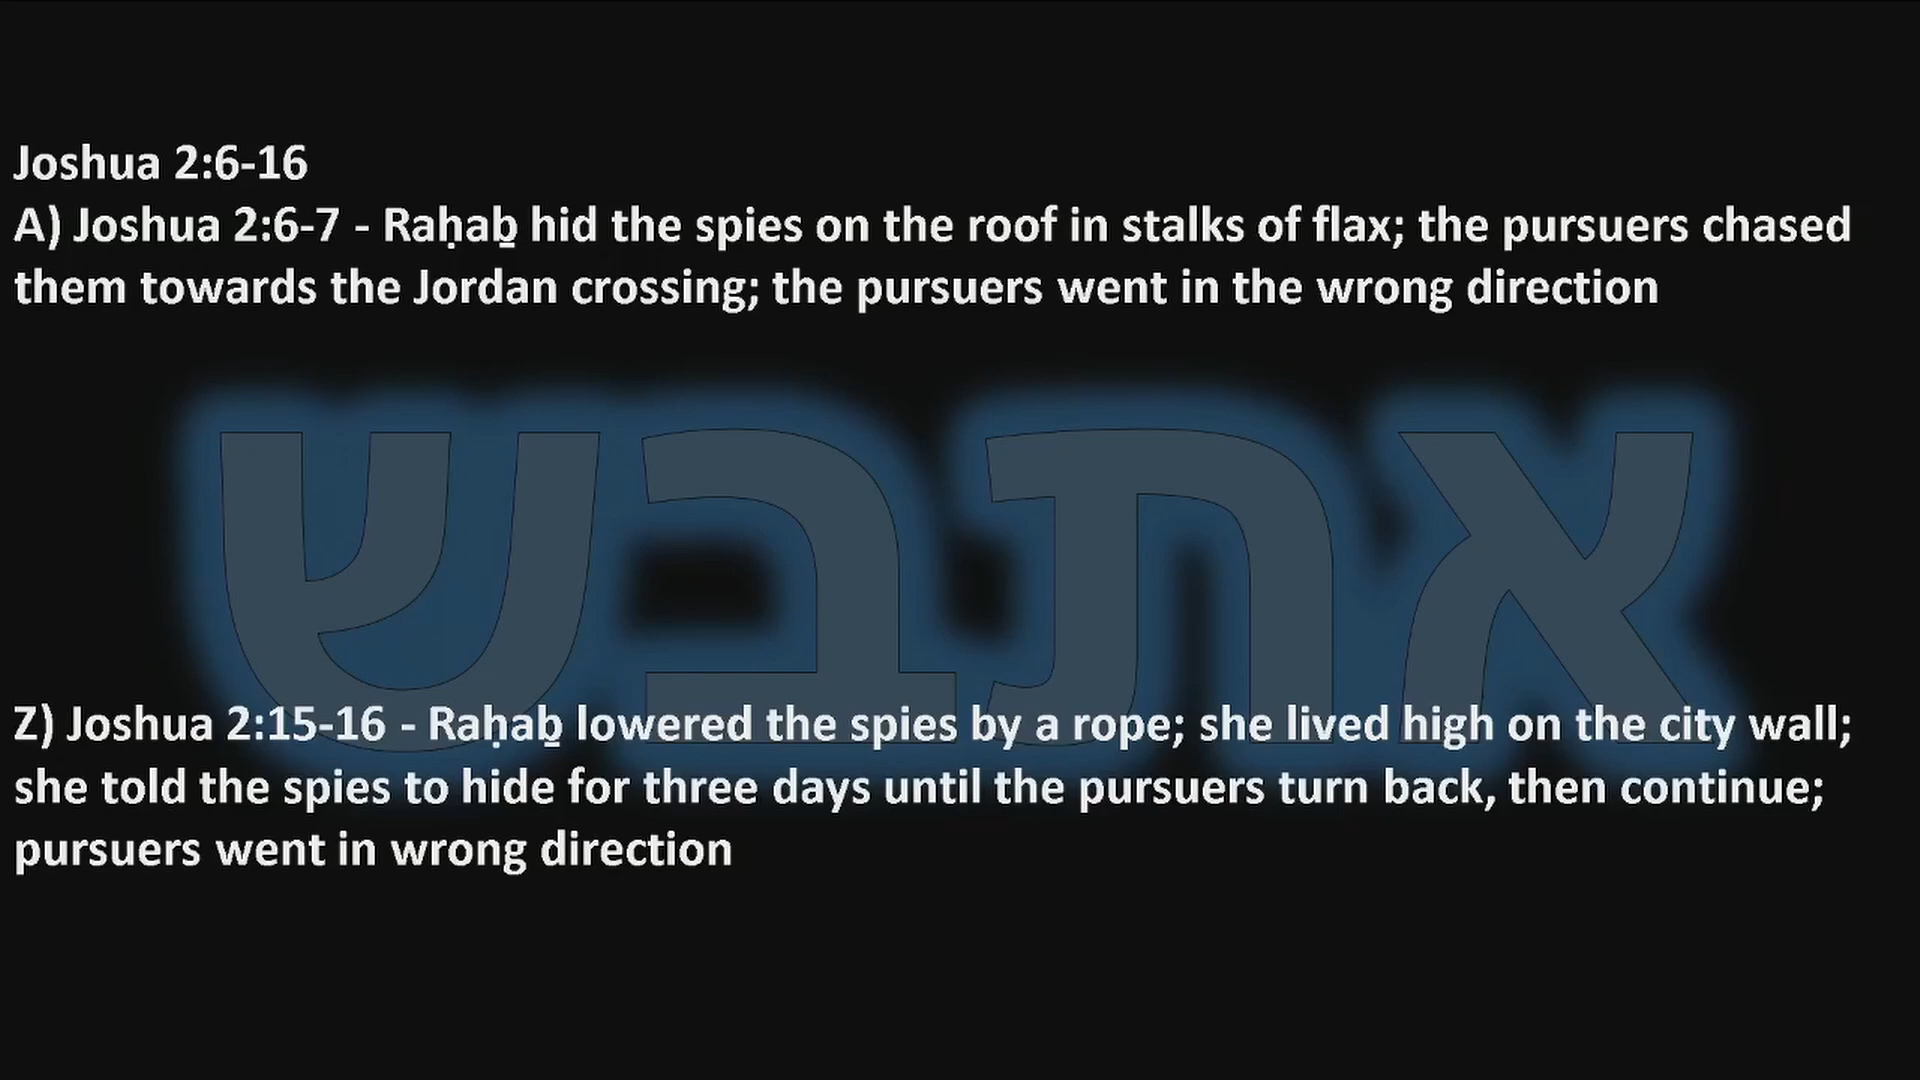 Joshua 2:6-16
A) Joshua 2:6-7 - Raḥaḇ hid the spies on the roof in stalks of flax; the pursuers chased
them towards the Jordan crossing; the pursuers went in the wrong direction
אתבש
Z) Joshua 2:15-16 - Raḥaḇ lowered the spies by a rope; she lived high on the city wall;
she told the spies to hide for three days until the pursuers turn back, then continue;
pursuers went in wrong direction